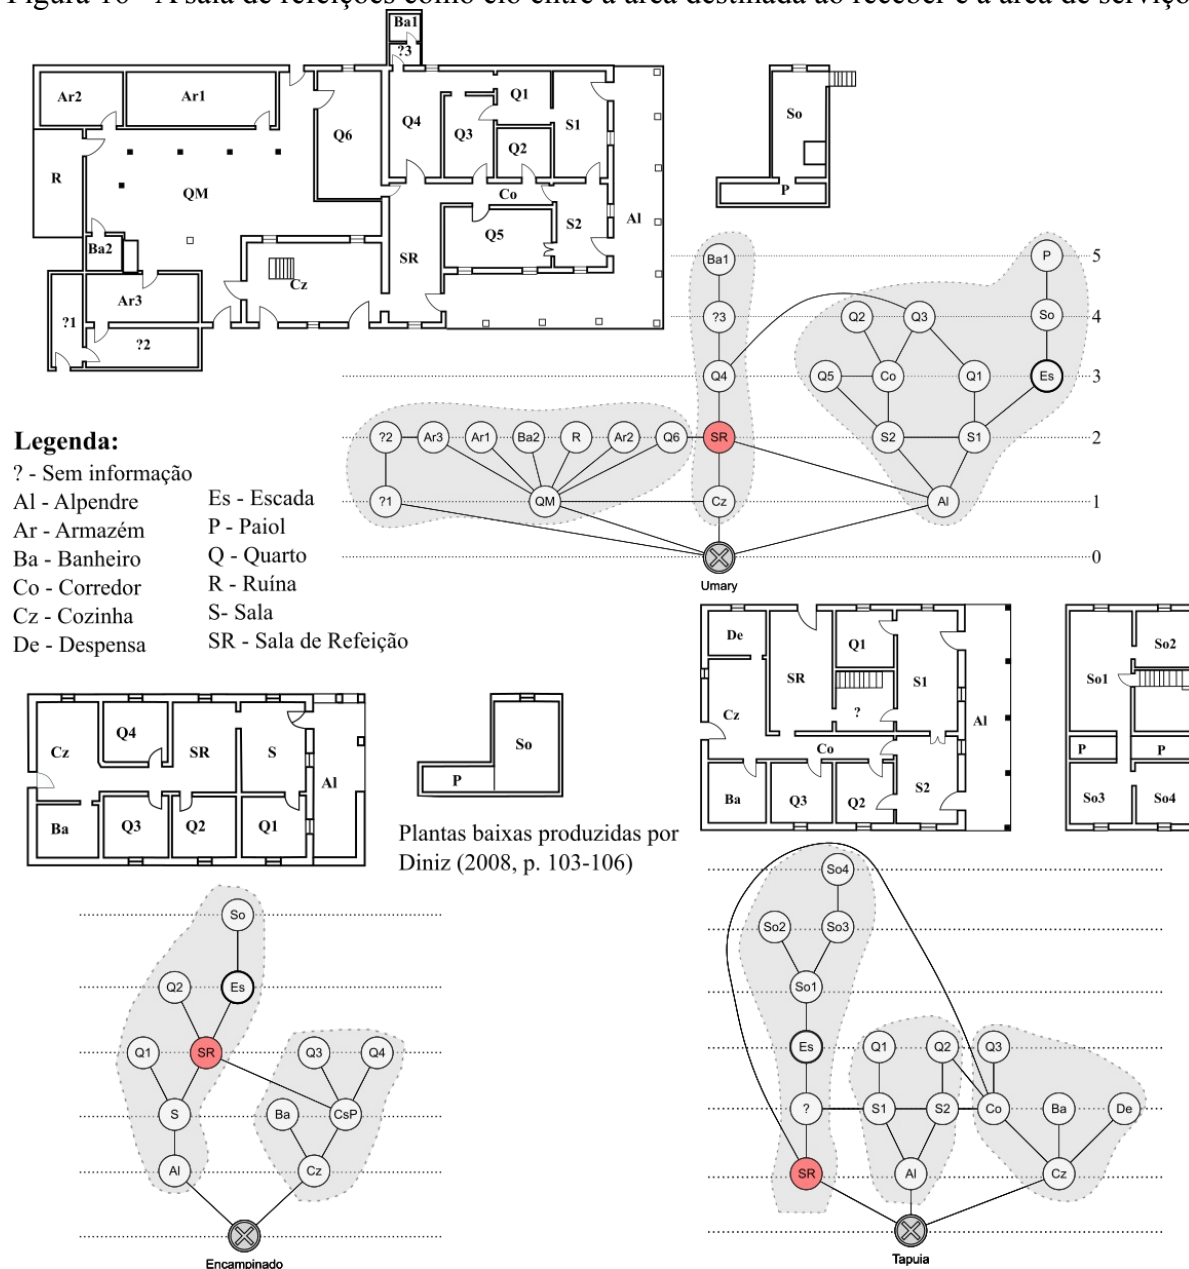 Figura 16 - A sala de refeições como elo entre a área destinada ao receber e a área de serviço
Ba1
?3
Ar2
Ar1
Q6
Q4
Q3
Q1
Q2
S1
So
P
R
QM
Co
S2
Al
Ba2
SR
Q5
Cz
Ar3
?1
?2
Ba1
P
5
?3
Q2
Q3
So
4
Q4
Q5
Co
Q1
Es
3
?2
Ar3
Ar1
Ba2
R
Ar2
Q6
SR
S2
S1
2
?1
QM
Cz
Al
1
0
Umary
Legenda:
? - Sem informação
Al - Alpendre
Ar - Armazém
Ba - Banheiro
Co - Corredor
Cz - Cozinha
De - Despensa
Es - Escada
P - Paiol
Q - Quarto
R - Ruína
S- Sala
SR - Sala de Refeição
De
SR
Q1
S1
Cz
?
Al
Co
Ba
Q3
Q2
S2
So2
So1
P
P
So3
So4
Cz
Q4
SR
S
Al
Ba
Q3
Q2
Q1
So
P
Plantas baixas produzidas por
Diniz (2008, p. 103-106)
So
Q2
Es
Q1
SR
Q3
Q4
S
Ba
CsP
Al
Cz
Encampinado
So4
So2
So3
So1
Es
Q1
Q2
Q3
?
S1
S2
Co
Ba
De
SR
Al
Cz
Tapuia